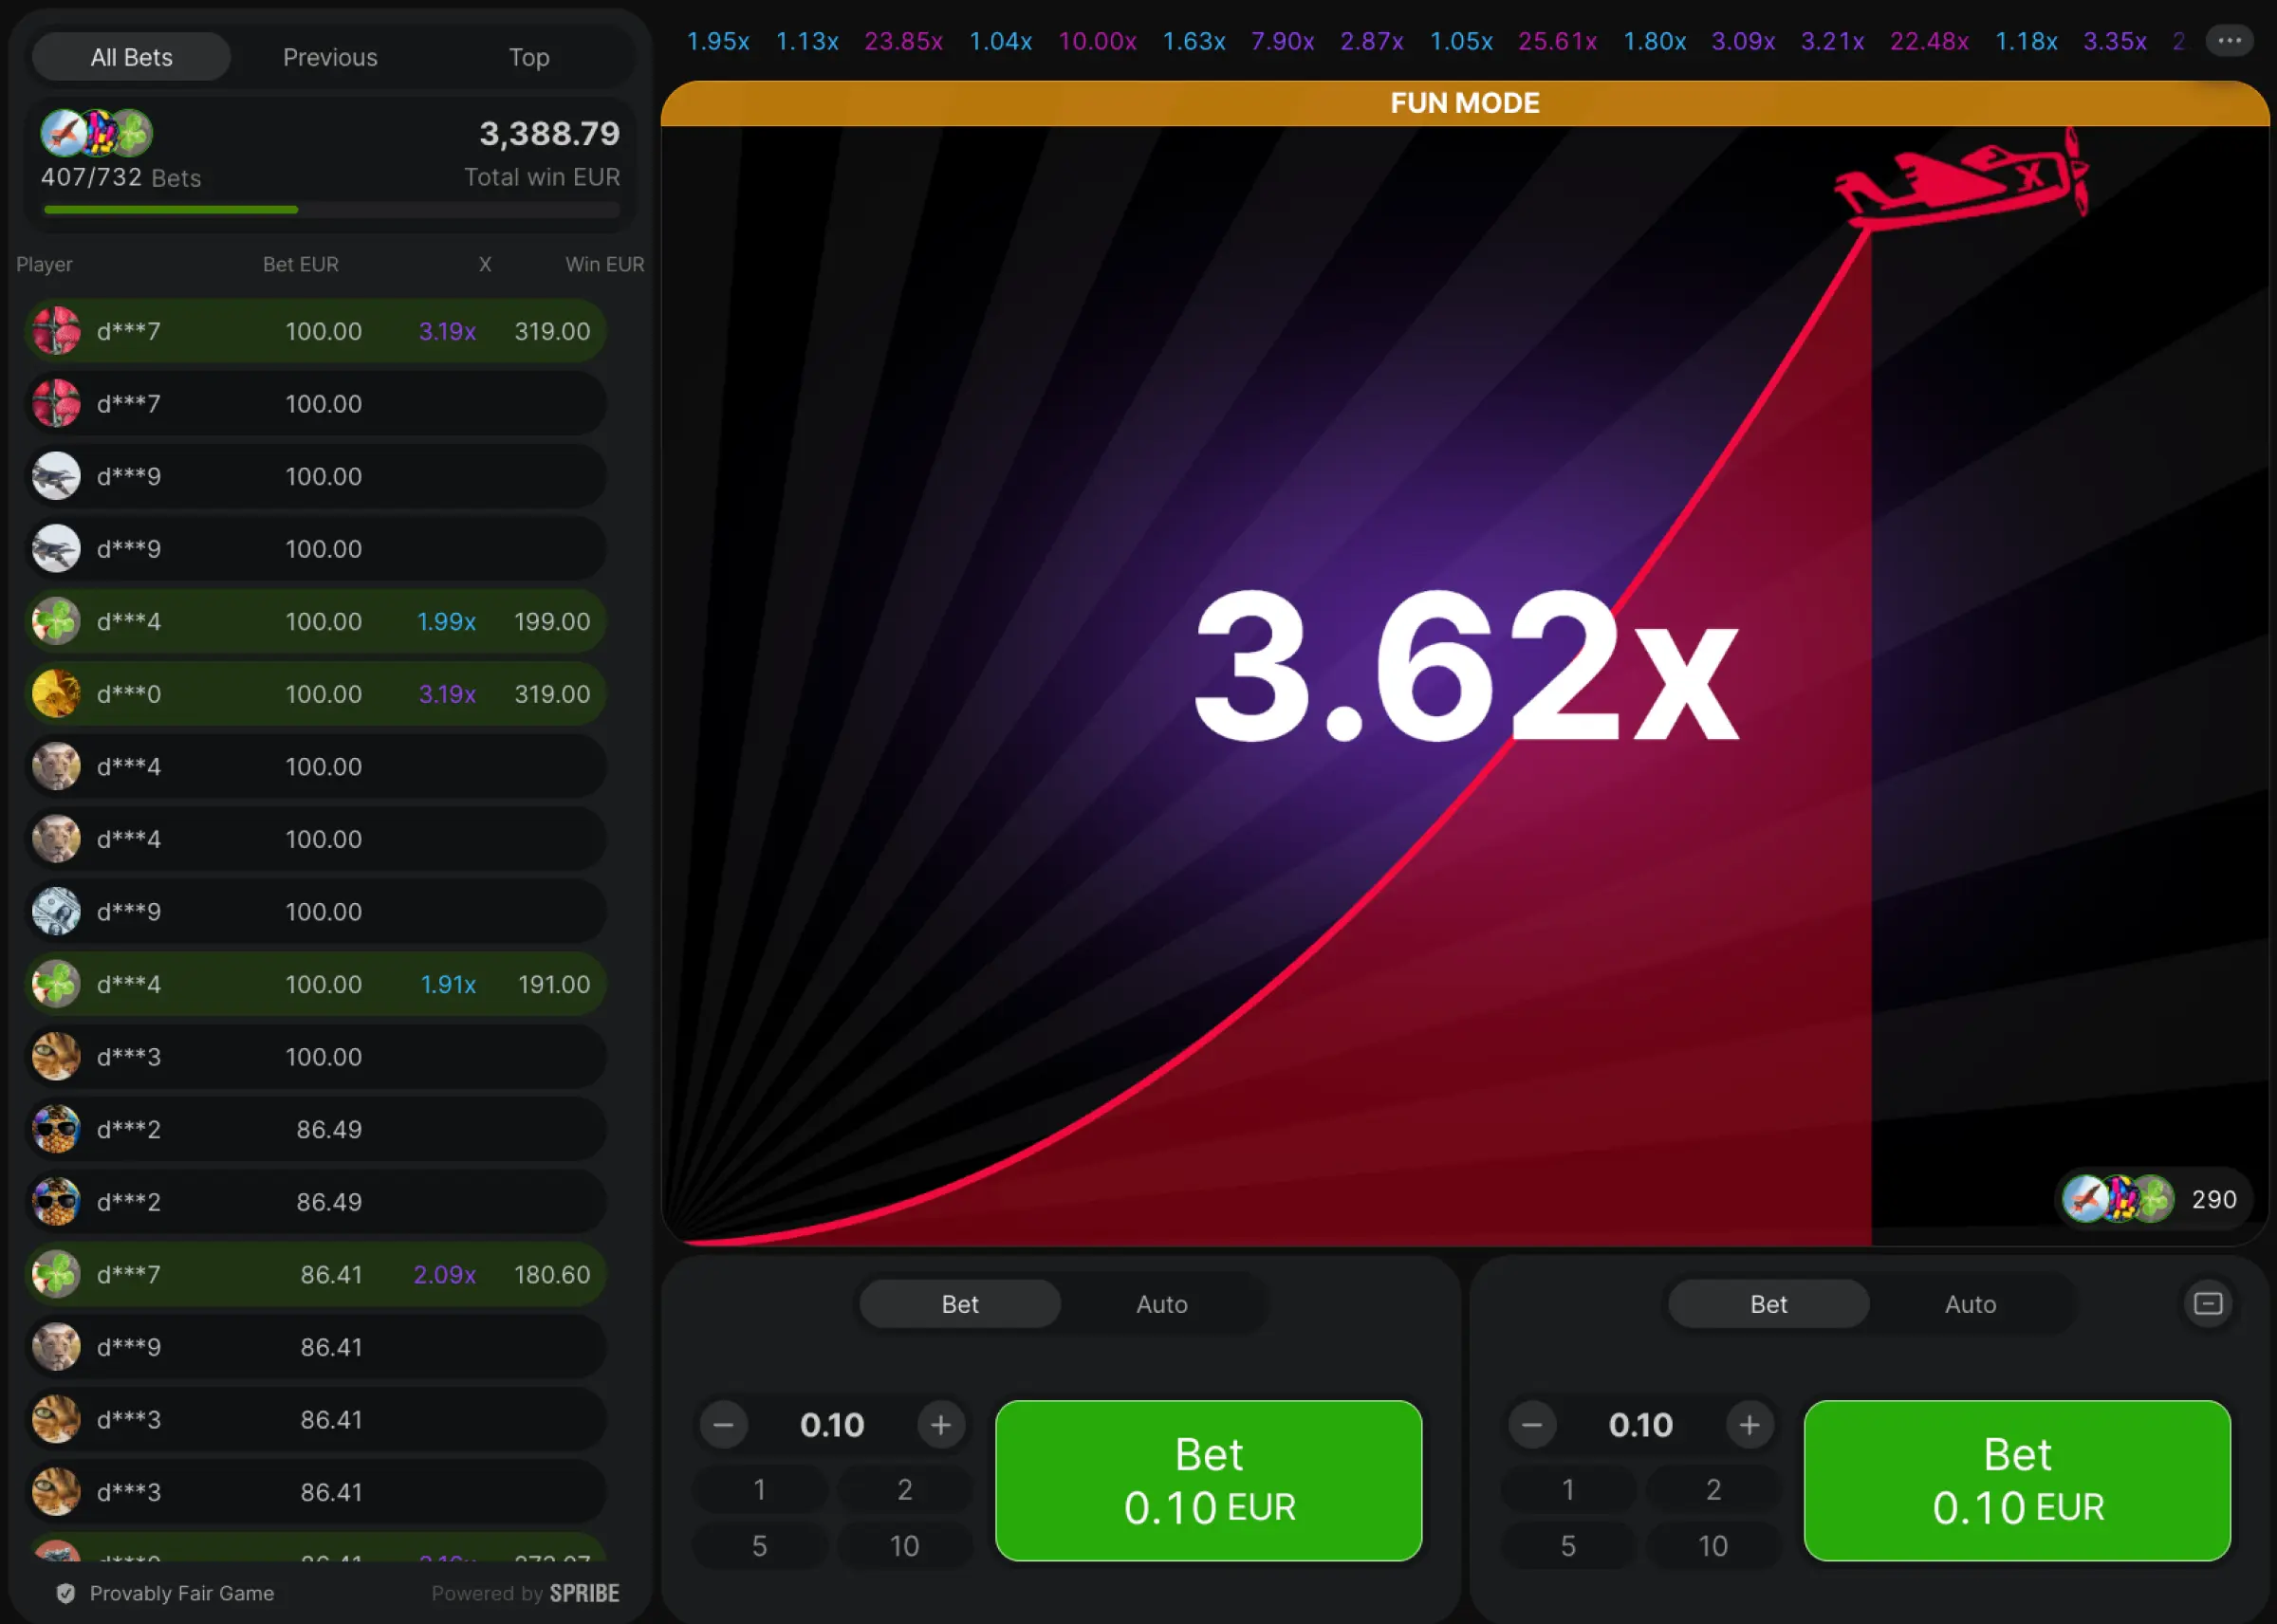 All Bets Previous Top
3,388.79
407/732 Bets Total win EUR
Player Bet EUR X Win EUR
d***7 100.00 3.19x 319.00
d***7 100.00
d***9 100.00
d***9 100.00
d***4 100.00 1.99x 199.00
d***0 100.00 3.19x 319.00
d***4 100.00
d***4 100.00
d***9 100.00
d***4 100.00 1.91x 191.00
d***3 100.00
d***2 86.49
d***2 86.49
d***7 86.41 2.09x 180.60
d***9 86.41
d***3 86.41
d***3 86.41
Provably Fair Game Powered by SPRIBE
1.95x 1.13x 23.85x 1.04x 10.00x 1.63x 7.90x 2.87x 1.05x 25.61x 1.80x 3.09x 3.21x 22.48x 1.18x 3.35x 2
FUN MODE
X
3.62x
290
Bet Auto
0.10
1 2
5 10
Bet
0.10 EUR
Bet Auto
0.10
1 2
5 10
Bet
0.10 EUR